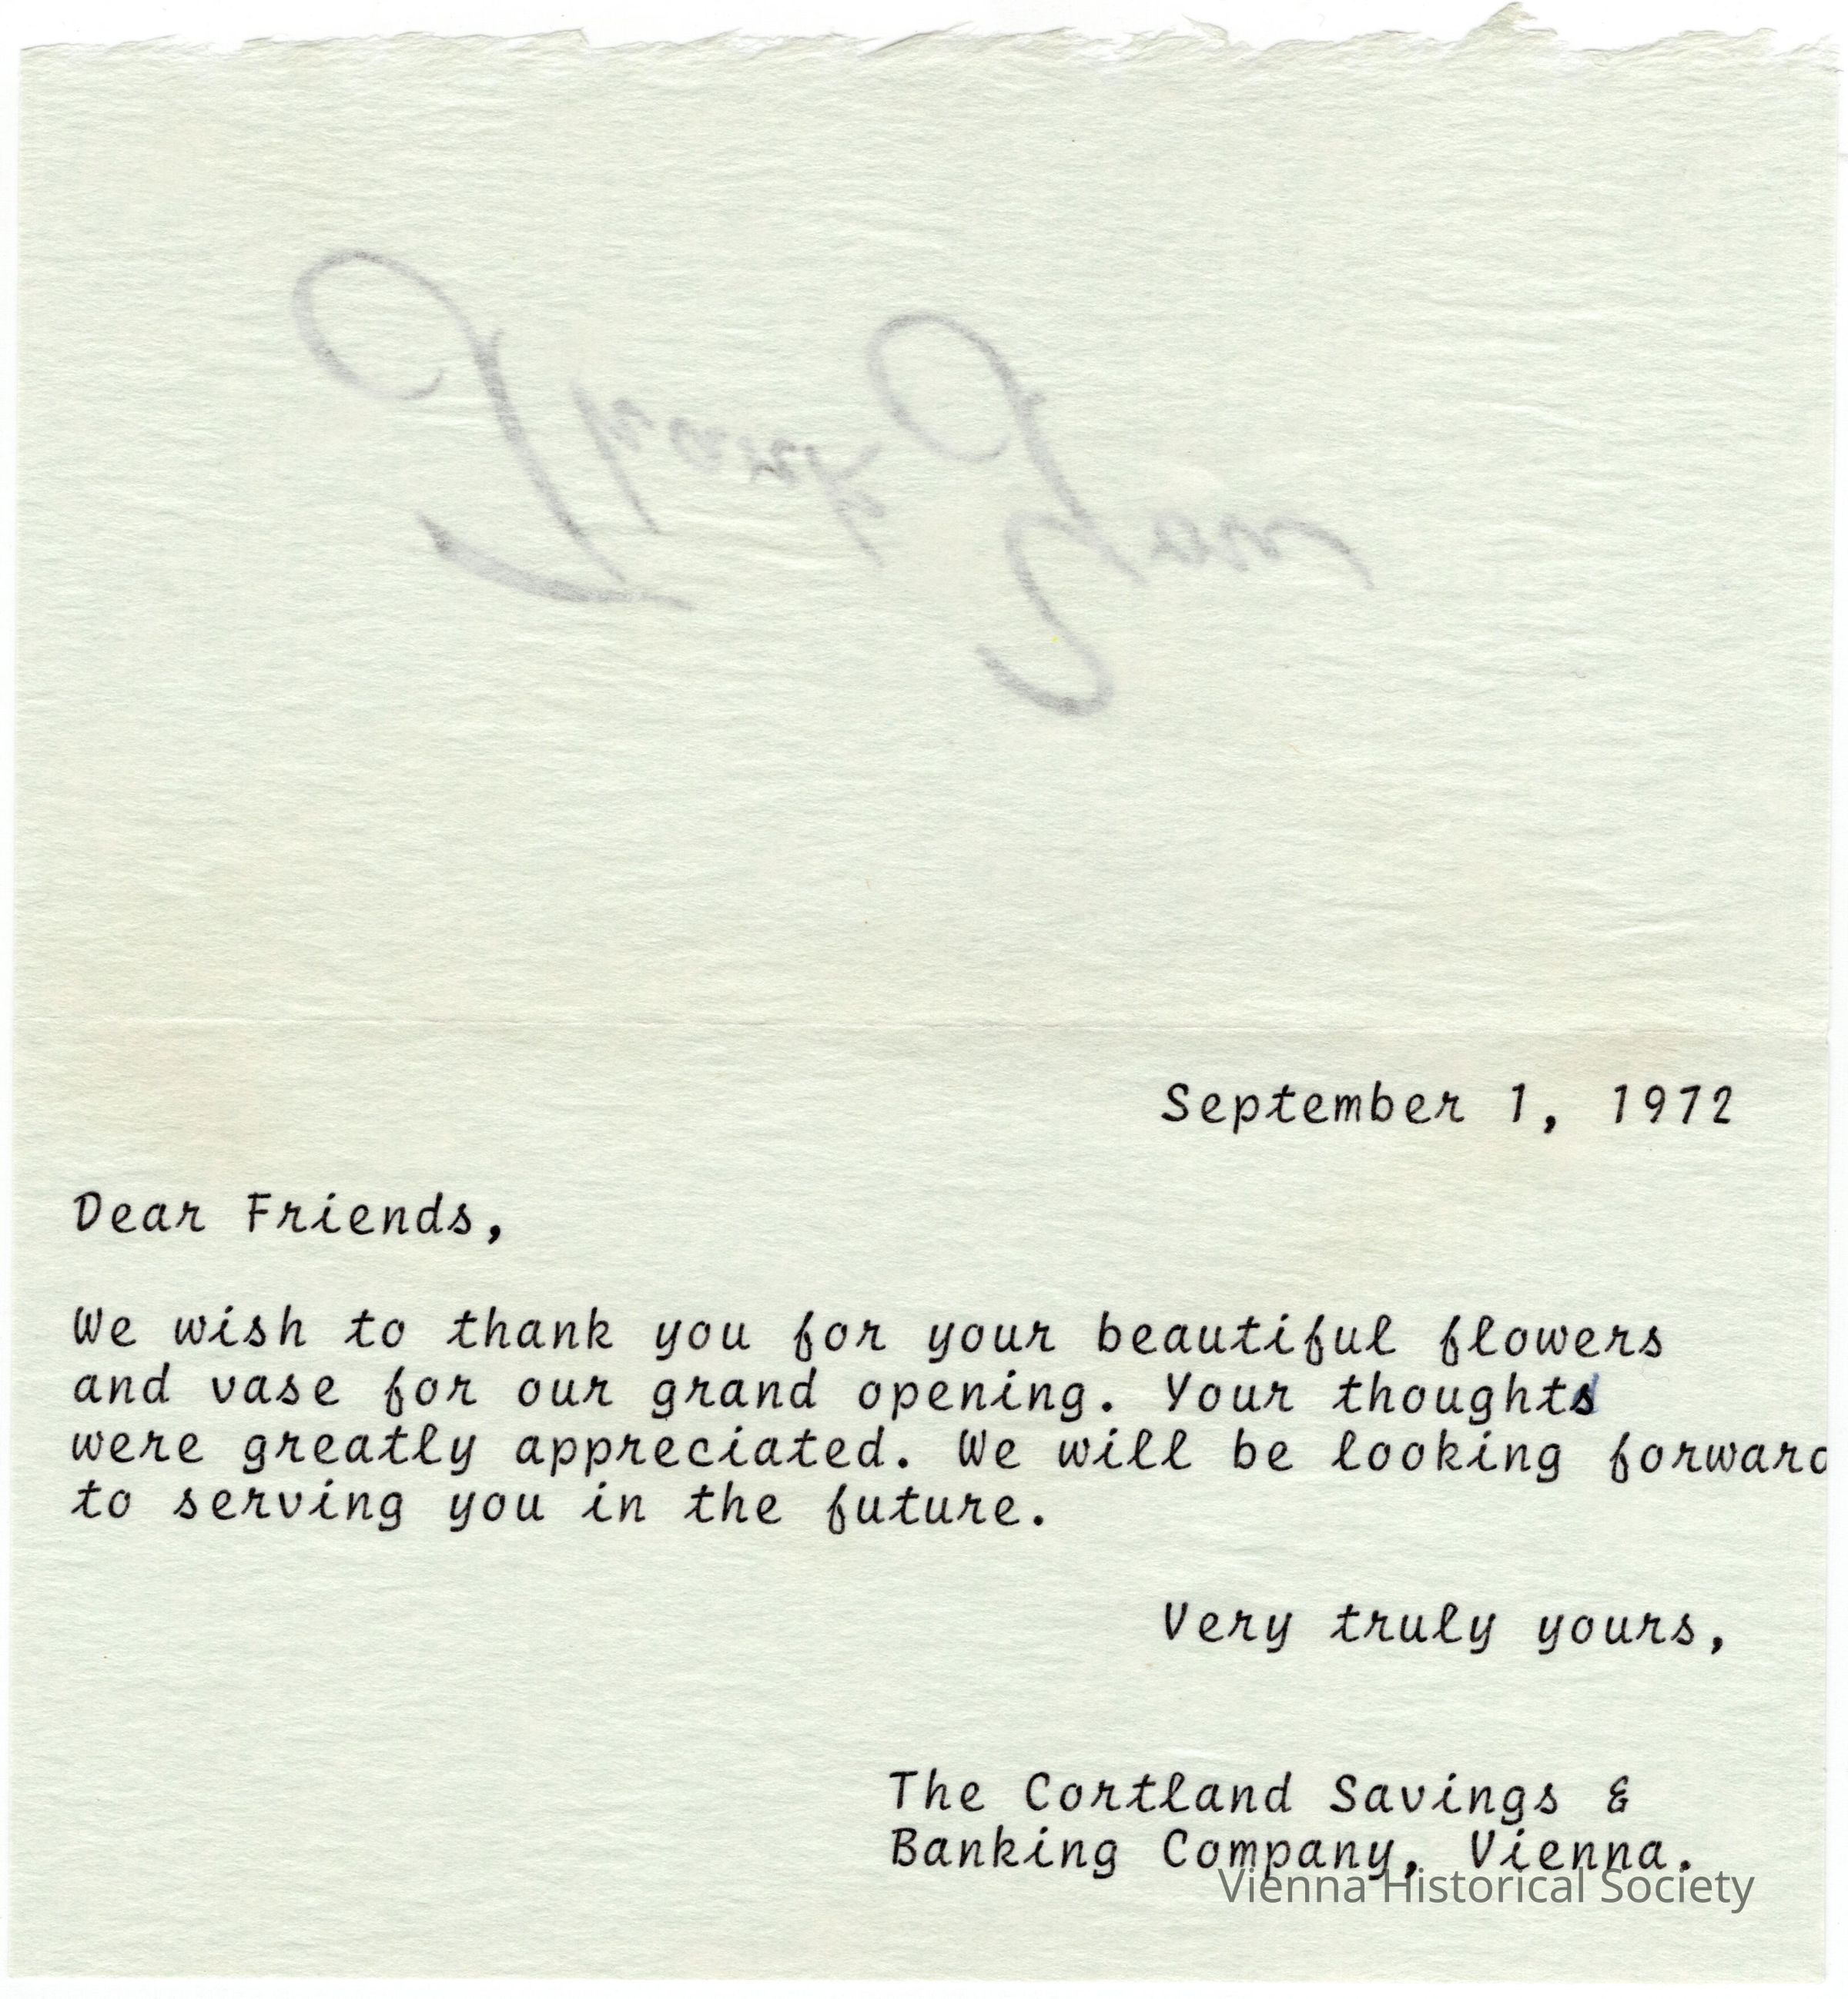 Thank You
September 1, 1972
Dear Friends,
We wish to thank you for your beautiful flowers
and vase for our grand opening. Your thoughts
were greatly appreciated. We will be looking forward
to serving you in the future.
Very truly yours,
The Cortland Savings &
Banking Company, Vienna.
Vienna Historical Society